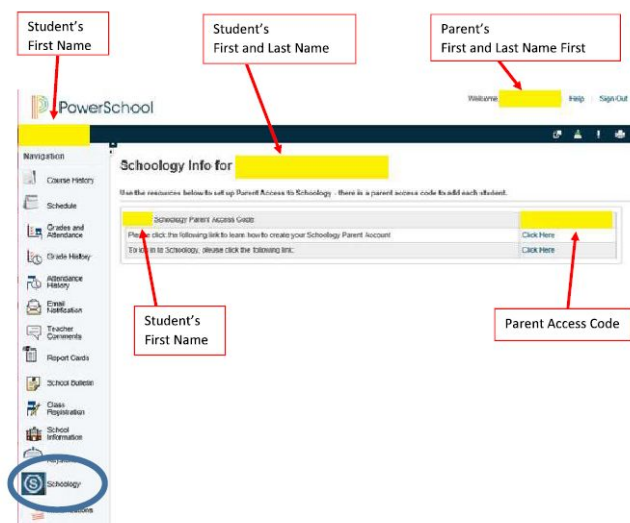 Student's
First Name
Student's
First and Last Name
Parent's
First and Last Name First
PowerSchool
Welcome,
Help
Sign Out
Navigation
Schoology Info for
Use the resources below to set up Parent Access to Schoology - there is a parent access code to add each student.
Course History
Schedule
Grades and
Attendance
Grade History
Attendance
History
Email
Notification
Teacher
Comments
Report Cards
School Bulletin
Class
Registration
School
Information
Schoology
Schoology Parent Access Code
Please click the following link to learn how to create your Schoology Parent Account
Click Here
To log in to Schoology, please click the following link:
Click Here
Student's
First Name
Parent Access Code